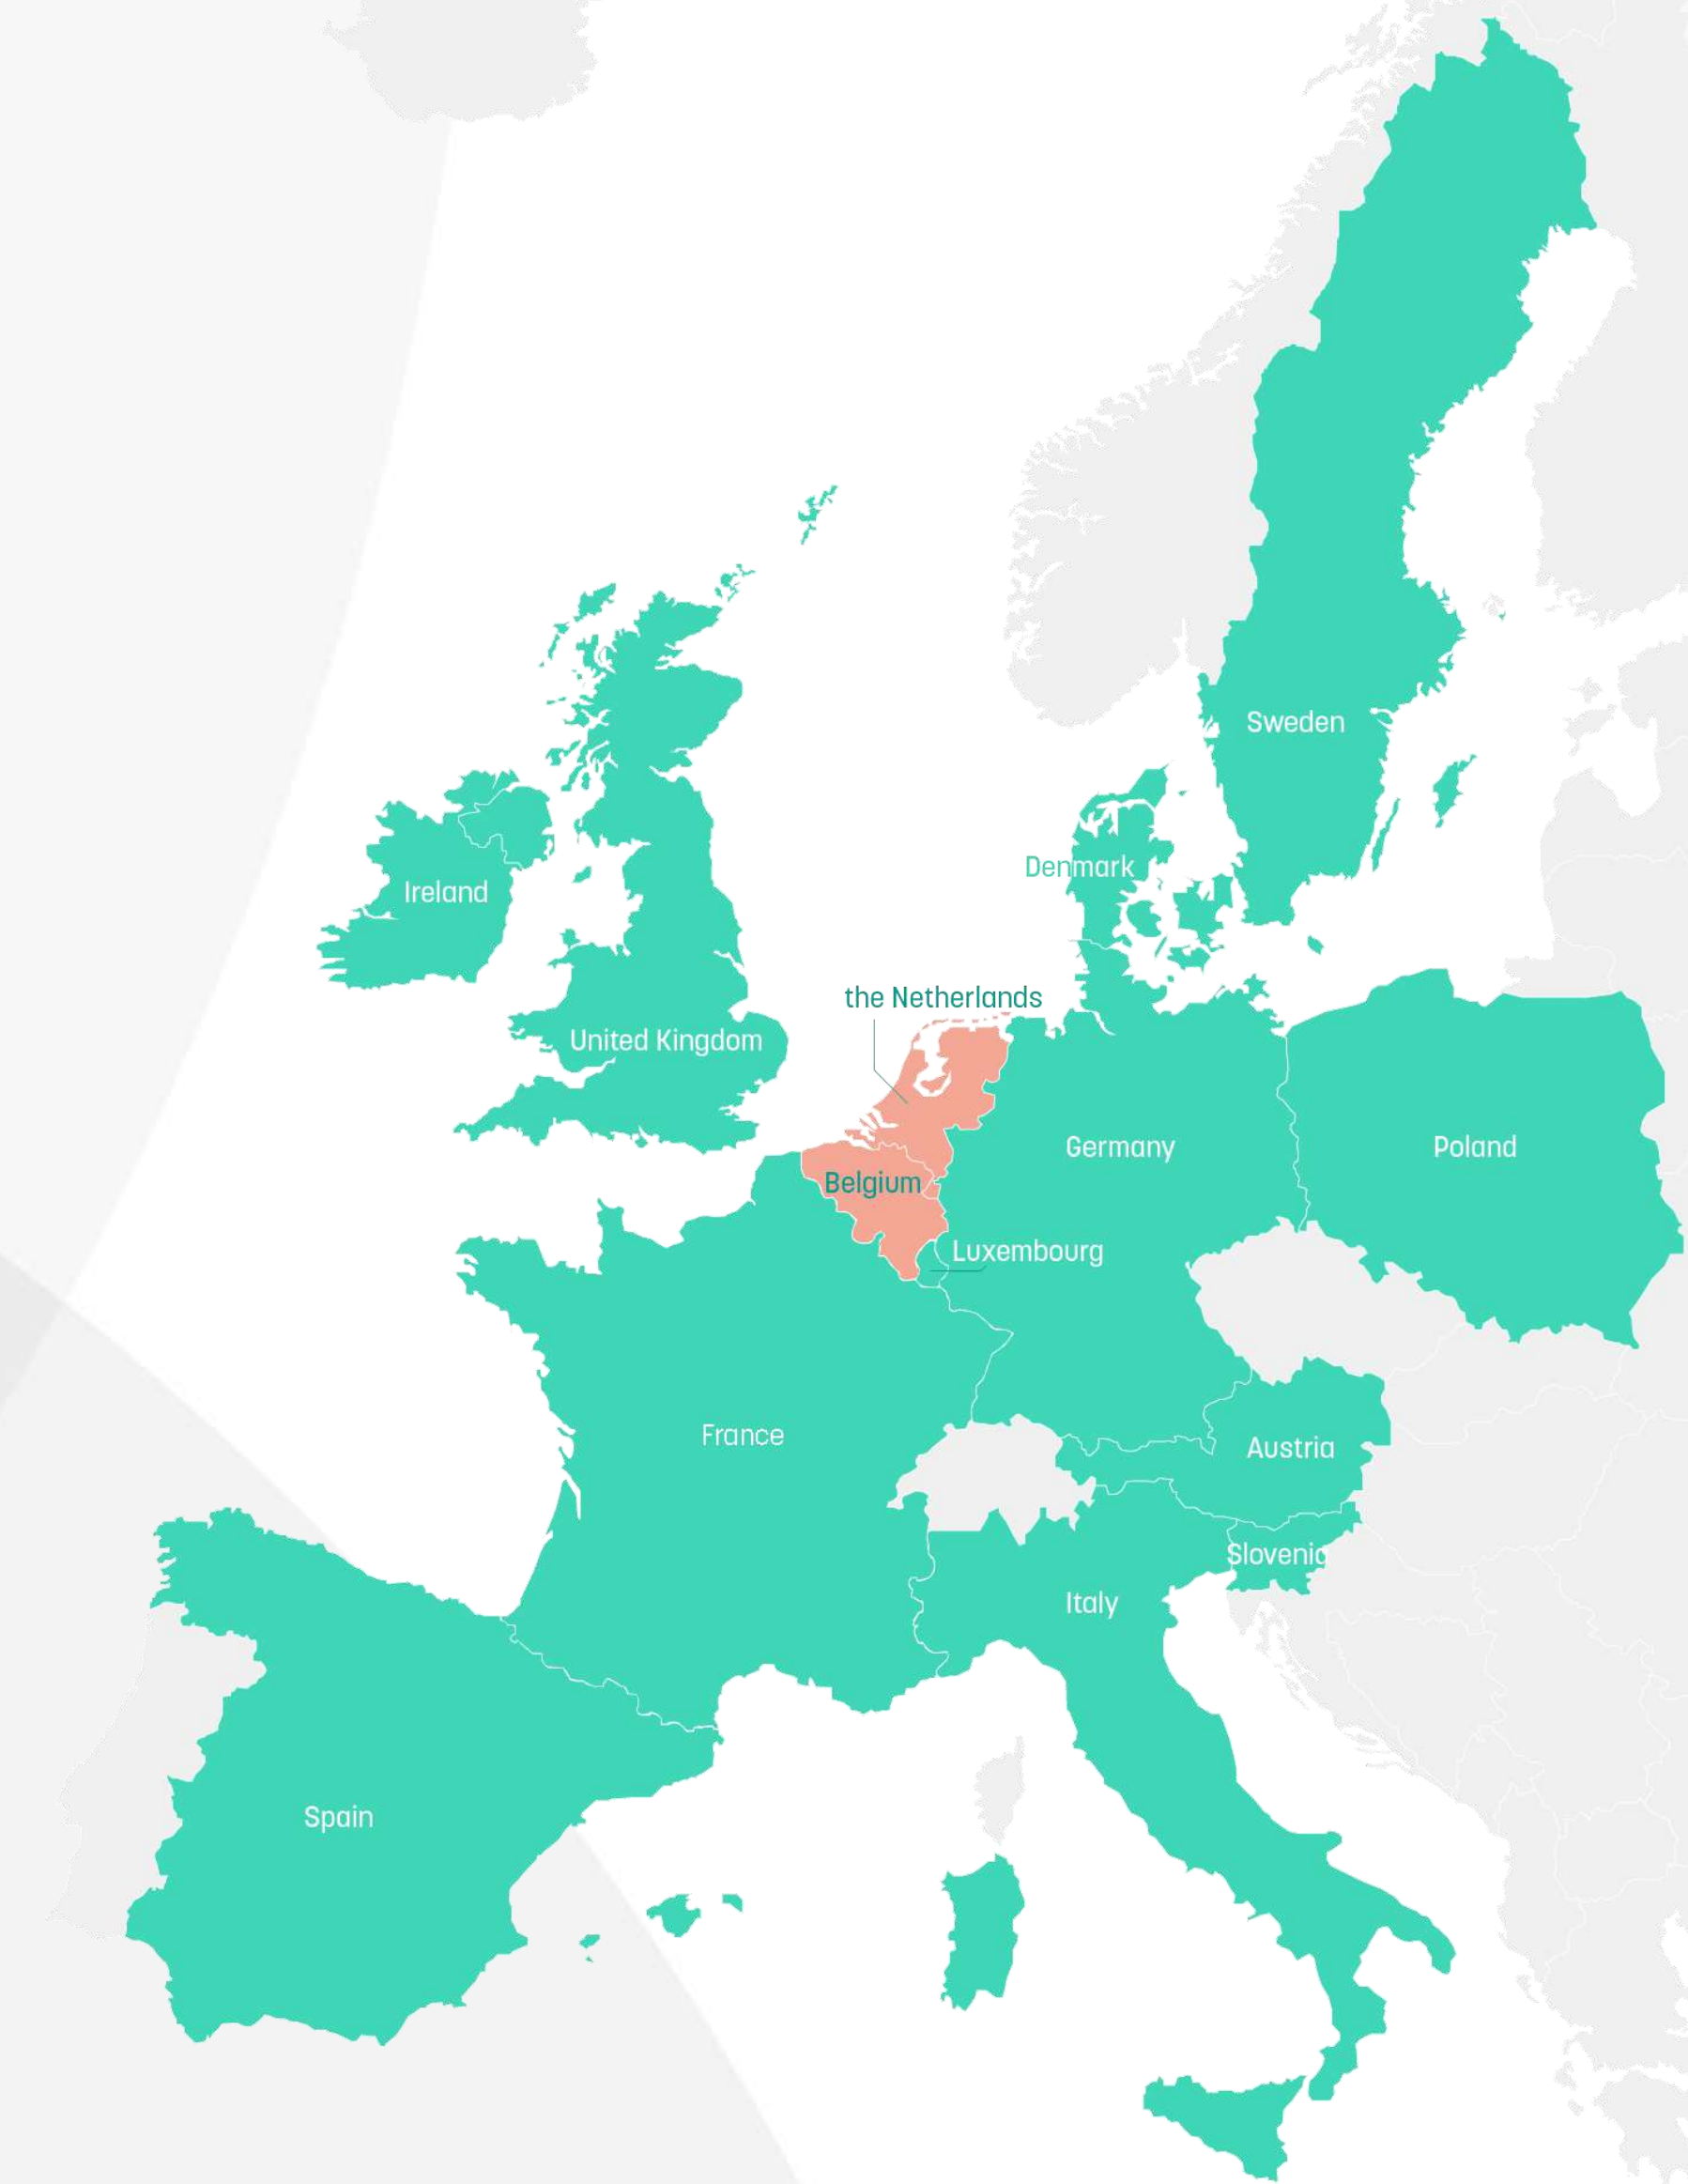 Sweden
Denmark
Ireland
the Netherlands
United Kingdom
Germany
Poland
Belgium
Luxembourg
France
Austria
Slovenia
Italy
Spain